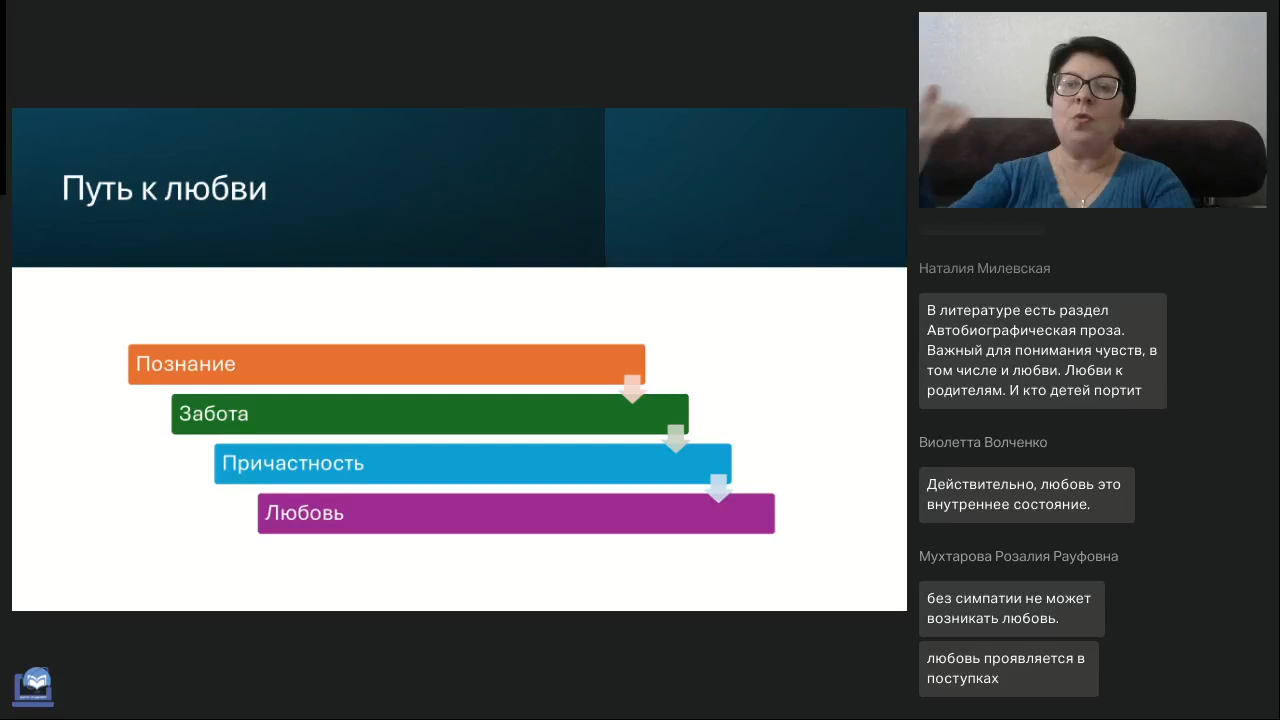 Путь к любви
Познание
Забота
Причастность
Любовь
Наталия Милевская
В литературе есть раздел
Автобиографическая проза.
Важный для понимания чувств, в
том числе и любви. Любви к
родителям. И кто детей портит
Виолетта Волченко
Действительно, любовь это
внутреннее состояние.
Мухтарова Розалия Рауфовна
без симпатии не может
возникать любовь.
любовь проявляется в
поступках